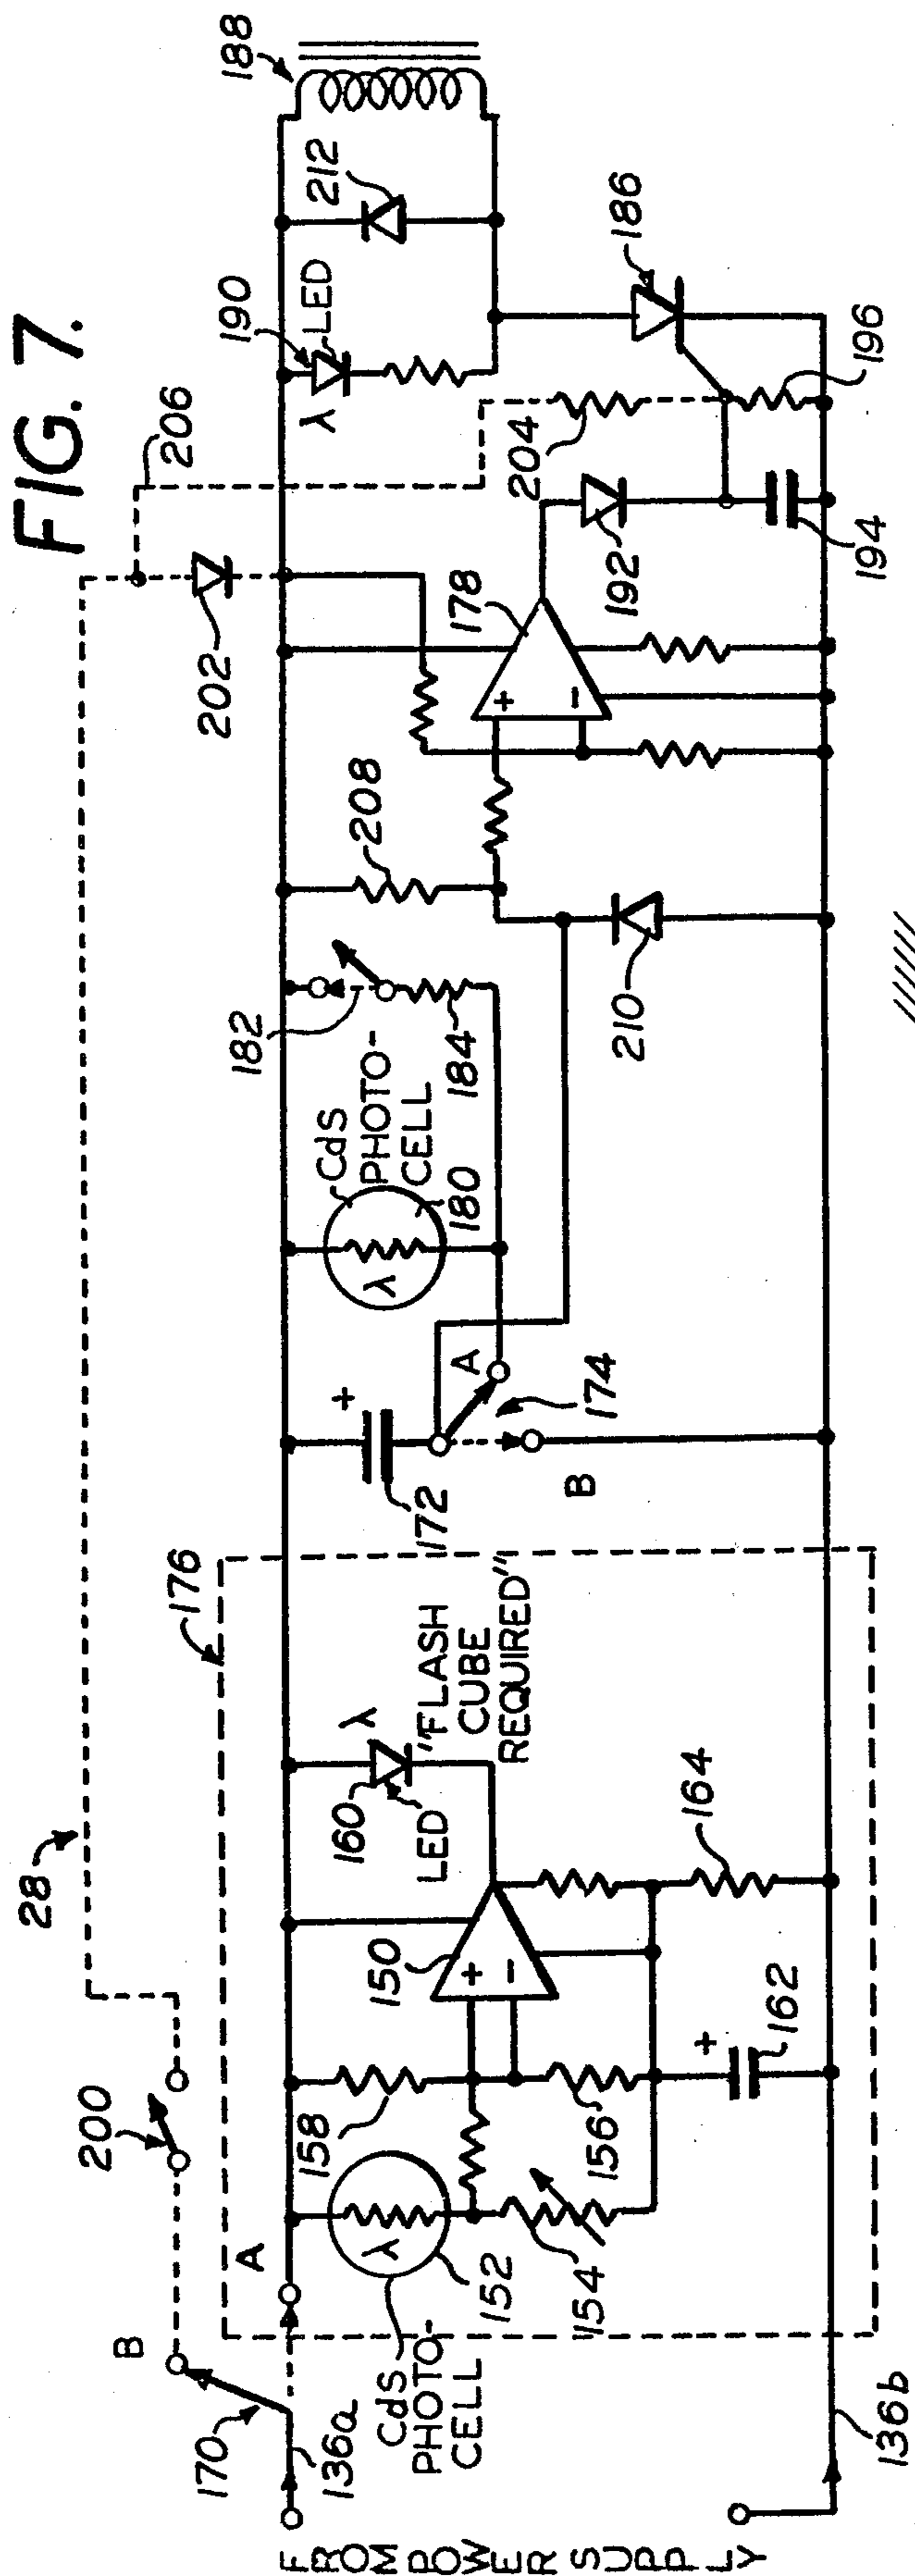 FIG. 7.
28
206
B
200
170
A
176
202
190
LED
λ
212
188
136a
CdS
PHOTO-
CELL
λ
152
158
154
156
+
−
150
160
LED
λ
"FLASH
CUBE
REQUIRED"
+
162
164
+
172
A
B
174
CdS
PHOTO-
CELL
λ
180
182
184
208
210
+
−
178
192
194
204
196
186
136b
FROM POWER SUPPLY